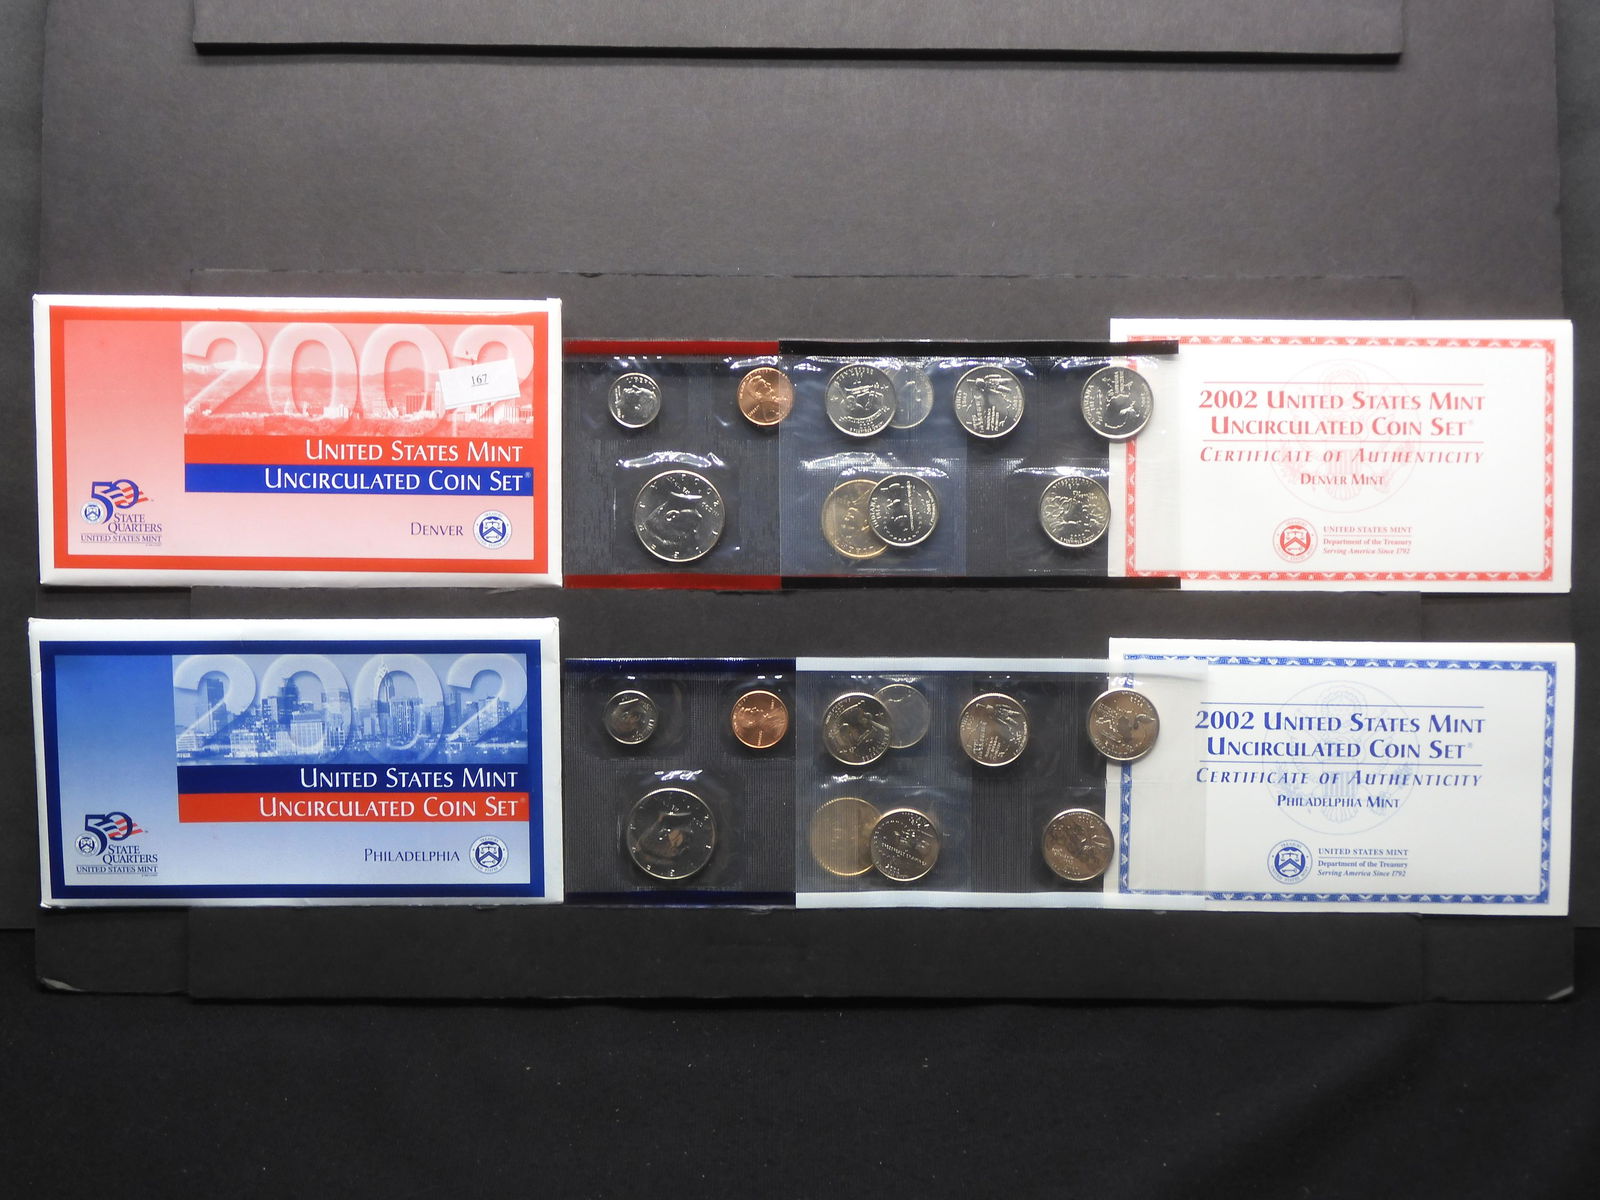 2002
167
UNITED STATES MINT
UNCIRCULATED COIN SET®
50
STATE
QUARTERS
UNITED STATES MINT
DENVER
2002 UNITED STATES MINT
UNCIRCULATED COIN SET®
CERTIFICATE OF AUTHENTICITY
DENVER MINT
UNITED STATES MINT
Department of the Treasury
Serving America Since 1792
2002
UNITED STATES MINT
UNCIRCULATED COIN SET®
50
STATE
QUARTERS
UNITED STATES MINT
PHILADELPHIA
2002 UNITED STATES MINT
UNCIRCULATED COIN SET®
CERTIFICATE OF AUTHENTICITY
PHILADELPHIA MINT
UNITED STATES MINT
Department of the Treasury
Serving America Since 1792